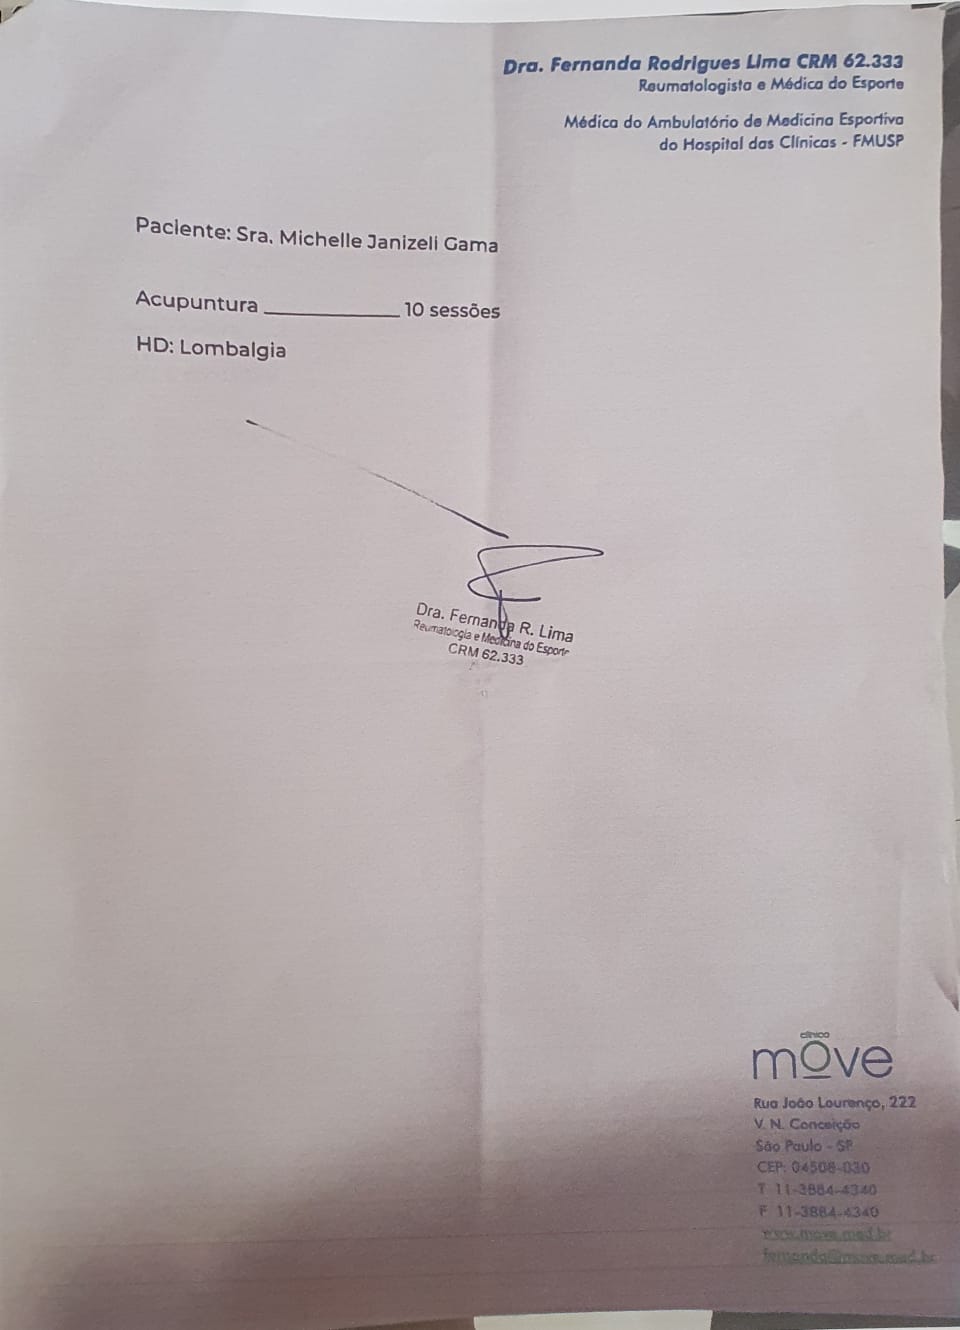 Dra. Fernanda Rodrigues Lima CRM 62.333
Reumatologista e Médica do Esporte
Médica do Ambulatório de Medicina Esportiva
do Hospital das Clínicas - FMUSP
Paciente: Sra. Michelle Janizeli Gama
Acupuntura ____________ 10 sessões
HD: Lombalgia
Dra. Fernanda R. Lima
Reumatologia e Medicina do Esporte
CRM 62.333
clínica
move
Rua João Lourenço, 222
V. N. Conceição
São Paulo - SP
CEP: 04508-030
T 11-3884-4340
F 11-3884-4340
www.move.med.br
fernanda@move.med.br